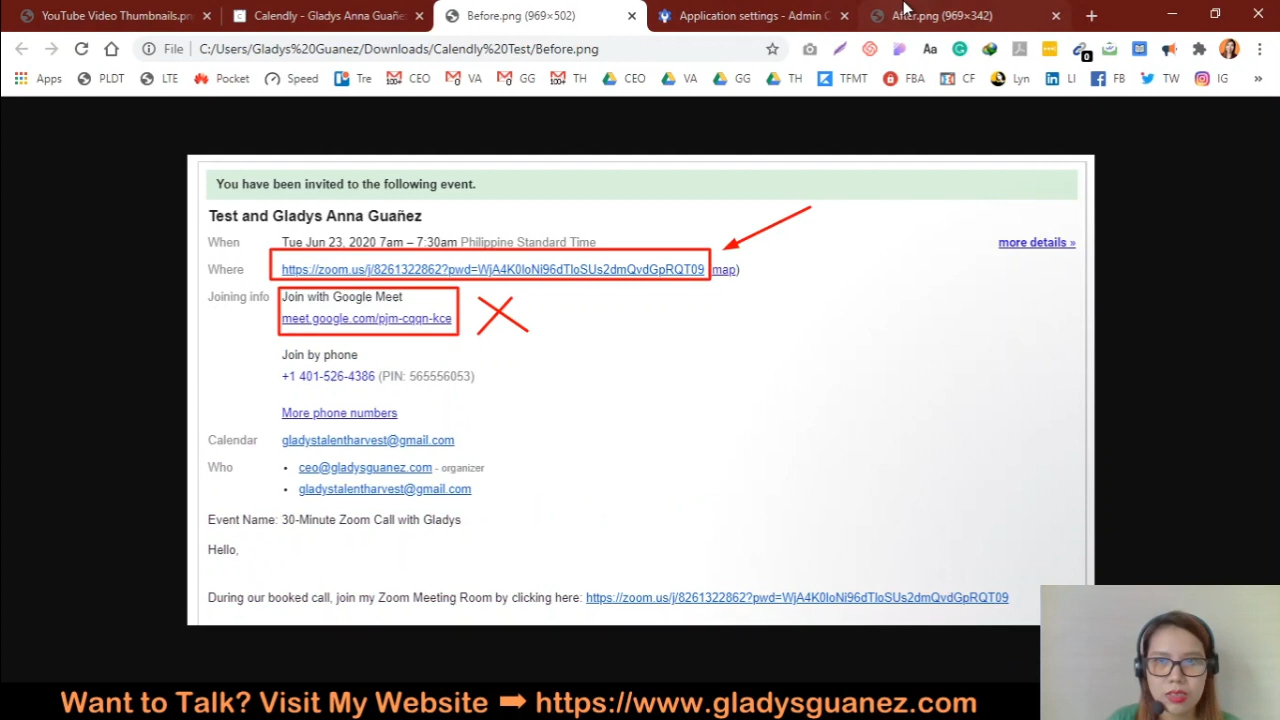 YouTube Video Thumbnails.pn
Calendly - Gladys Anna Guañez
Before.png (969×502)
Application settings - Admin C
After.png (969×342)
File
C:/Users/Gladys%20Guanez/Downloads/Calendly%20Test/Before.png
Apps PLDT LTE Pocket Speed Tre CEO VA GG TH CEO VA GG TH TFMT FBA CF Lyn LI FB TW IG »
You have been invited to the following event.
Test and Gladys Anna Guañez
When Tue Jun 23, 2020 7am – 7:30am Philippine Standard Time more details »
Where https://zoom.us/j/8261322862?pwd=WjA4K0IoNi96dTloSUs2dmQvdGpRQT09 map)
Joining info Join with Google Meet
meet.google.com/pjm-cqqn-kce
Join by phone
+1 401-526-4386 (PIN: 565556053)
More phone numbers
Calendar gladystalentharvest@gmail.com
Who • ceo@gladysguanez.com - organizer
• gladystalentharvest@gmail.com
Event Name: 30-Minute Zoom Call with Gladys
Hello,
During our booked call, join my Zoom Meeting Room by clicking here: https://zoom.us/j/8261322862?pwd=WjA4K0IoNi96dTloSUs2dmQvdGpRQT09
Want to Talk? Visit My Website ➡ https://www.gladysguanez.com